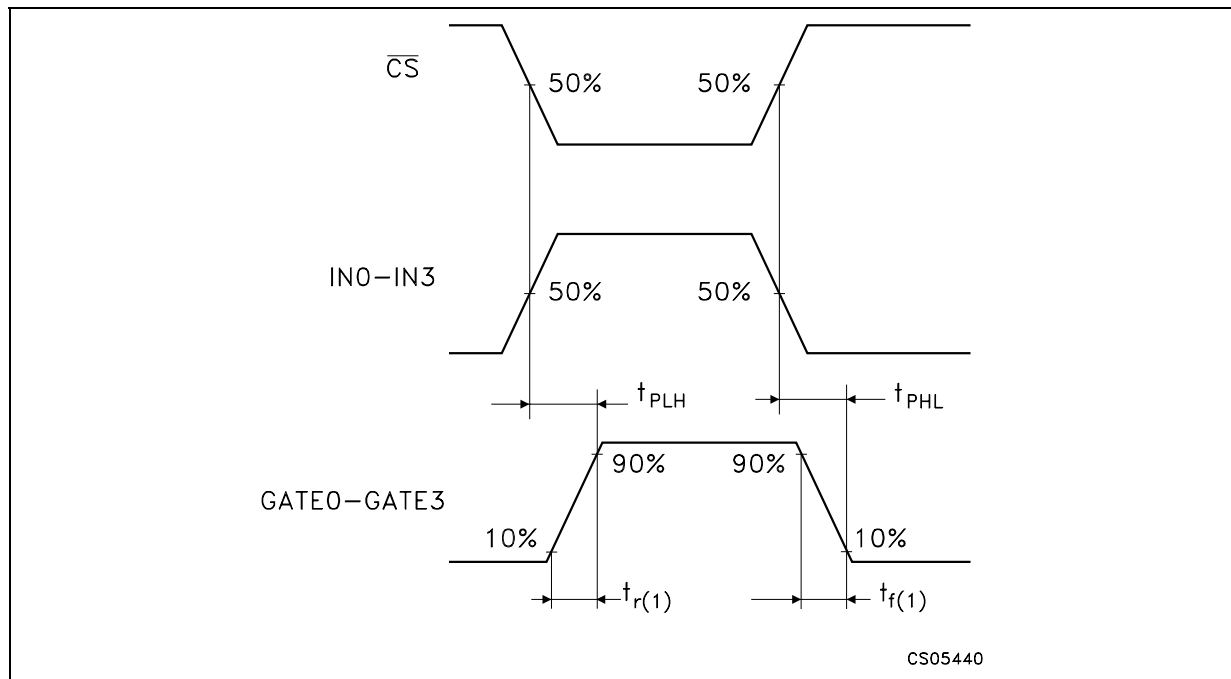 C̅S̅
50% 50%
IN0-IN3
50% 50%
tPLH tPHL
90% 90%
GATE0-GATE3
10% 10%
tr(1) tf(1)
CS05440